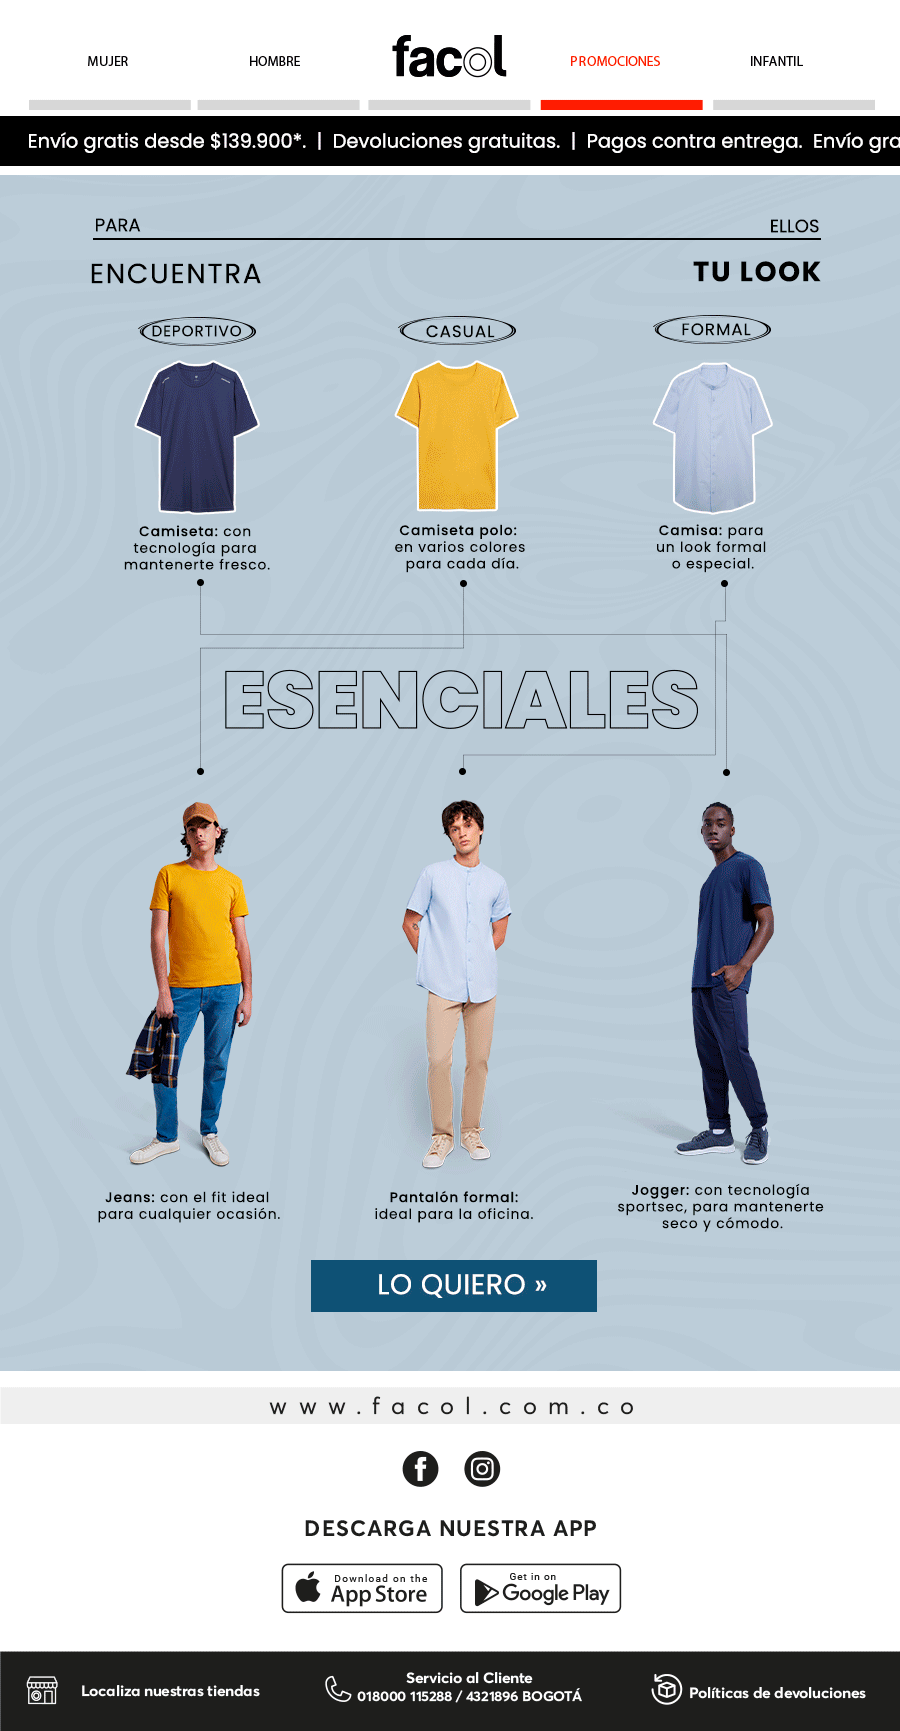 MUJER
HOMBRE
facol
PROMOCIONES
INFANTIL
Envío gratis desde $139.900*. | Devoluciones gratuitas. | Pagos contra entrega. Envío gra
PARA
ELLOS
ENCUENTRA
TU LOOK
DEPORTIVO
CASUAL
FORMAL
Camiseta: con
tecnología para
mantenerte fresco.
Camiseta polo:
en varios colores
para cada día.
Camisa: para
un look formal
o especial.
ESENCIALES
Jeans: con el fit ideal
para cualquier ocasión.
Pantalón formal:
ideal para la oficina.
Jogger: con tecnología
sportsec, para mantenerte
seco y cómodo.
LO QUIERO »
www.facol.com.co
DESCARGA NUESTRA APP
Download on the
App Store
Get in on
Google Play
Localiza nuestras tiendas
Servicio al Cliente
018000 115288 / 4321896 BOGOTÁ
Políticas de devoluciones